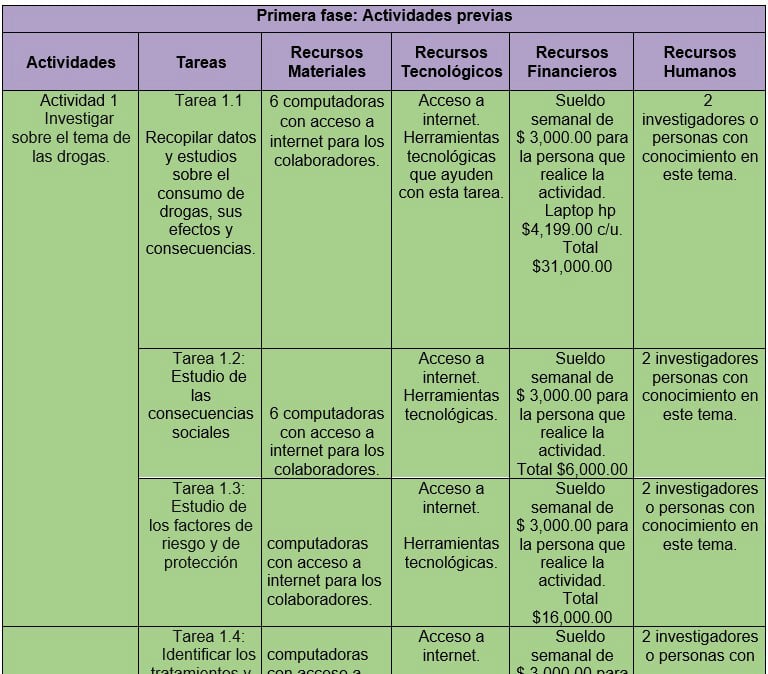 Primera fase: Actividades previas
Actividades
Tareas
Recursos
Materiales
Recursos
Tecnológicos
Recursos
Financieros
Recursos
Humanos
Actividad 1
Investigar
sobre el tema de
las drogas.
Tarea 1.1
Recopilar datos
y estudios
sobre el
consumo de
drogas, sus
efectos y
consecuencias.
6 computadoras
con acceso a
internet para los
colaboradores.
Acceso a
internet.
Herramientas
tecnológicas
que ayuden
con esta tarea.
Sueldo
semanal de
$ 3,000.00 para
la persona que
realice la
actividad.
Laptop hp
$4,199.00 c/u.
Total
$31,000.00
2
investigadores o
personas con
conocimiento en
este tema.
Tarea 1.2:
Estudio de
las
consecuencias
sociales
6 computadoras
con acceso a
internet para los
colaboradores.
Acceso a
internet.
Herramientas
tecnológicas.
Sueldo
semanal de
$ 3,000.00 para
la persona que
realice la
actividad.
Total $6,000.00
2 investigadores
personas con
conocimiento en
este tema.
Tarea 1.3:
Estudio de
los factores de
riesgo y de
protección
computadoras
con acceso a
internet para los
colaboradores.
Acceso a
internet.
Herramientas
tecnológicas.
Sueldo
semanal de
$ 3,000.00 para
la persona que
realice la
actividad.
Total
$16,000.00
2 investigadores
o personas con
conocimiento en
este tema.
Tarea 1.4:
Identificar los
tratamientos y
computadoras
con acceso a
Acceso a
internet.
Sueldo
semanal de
$ 3,000.00 para
2 investigadores
o personas con